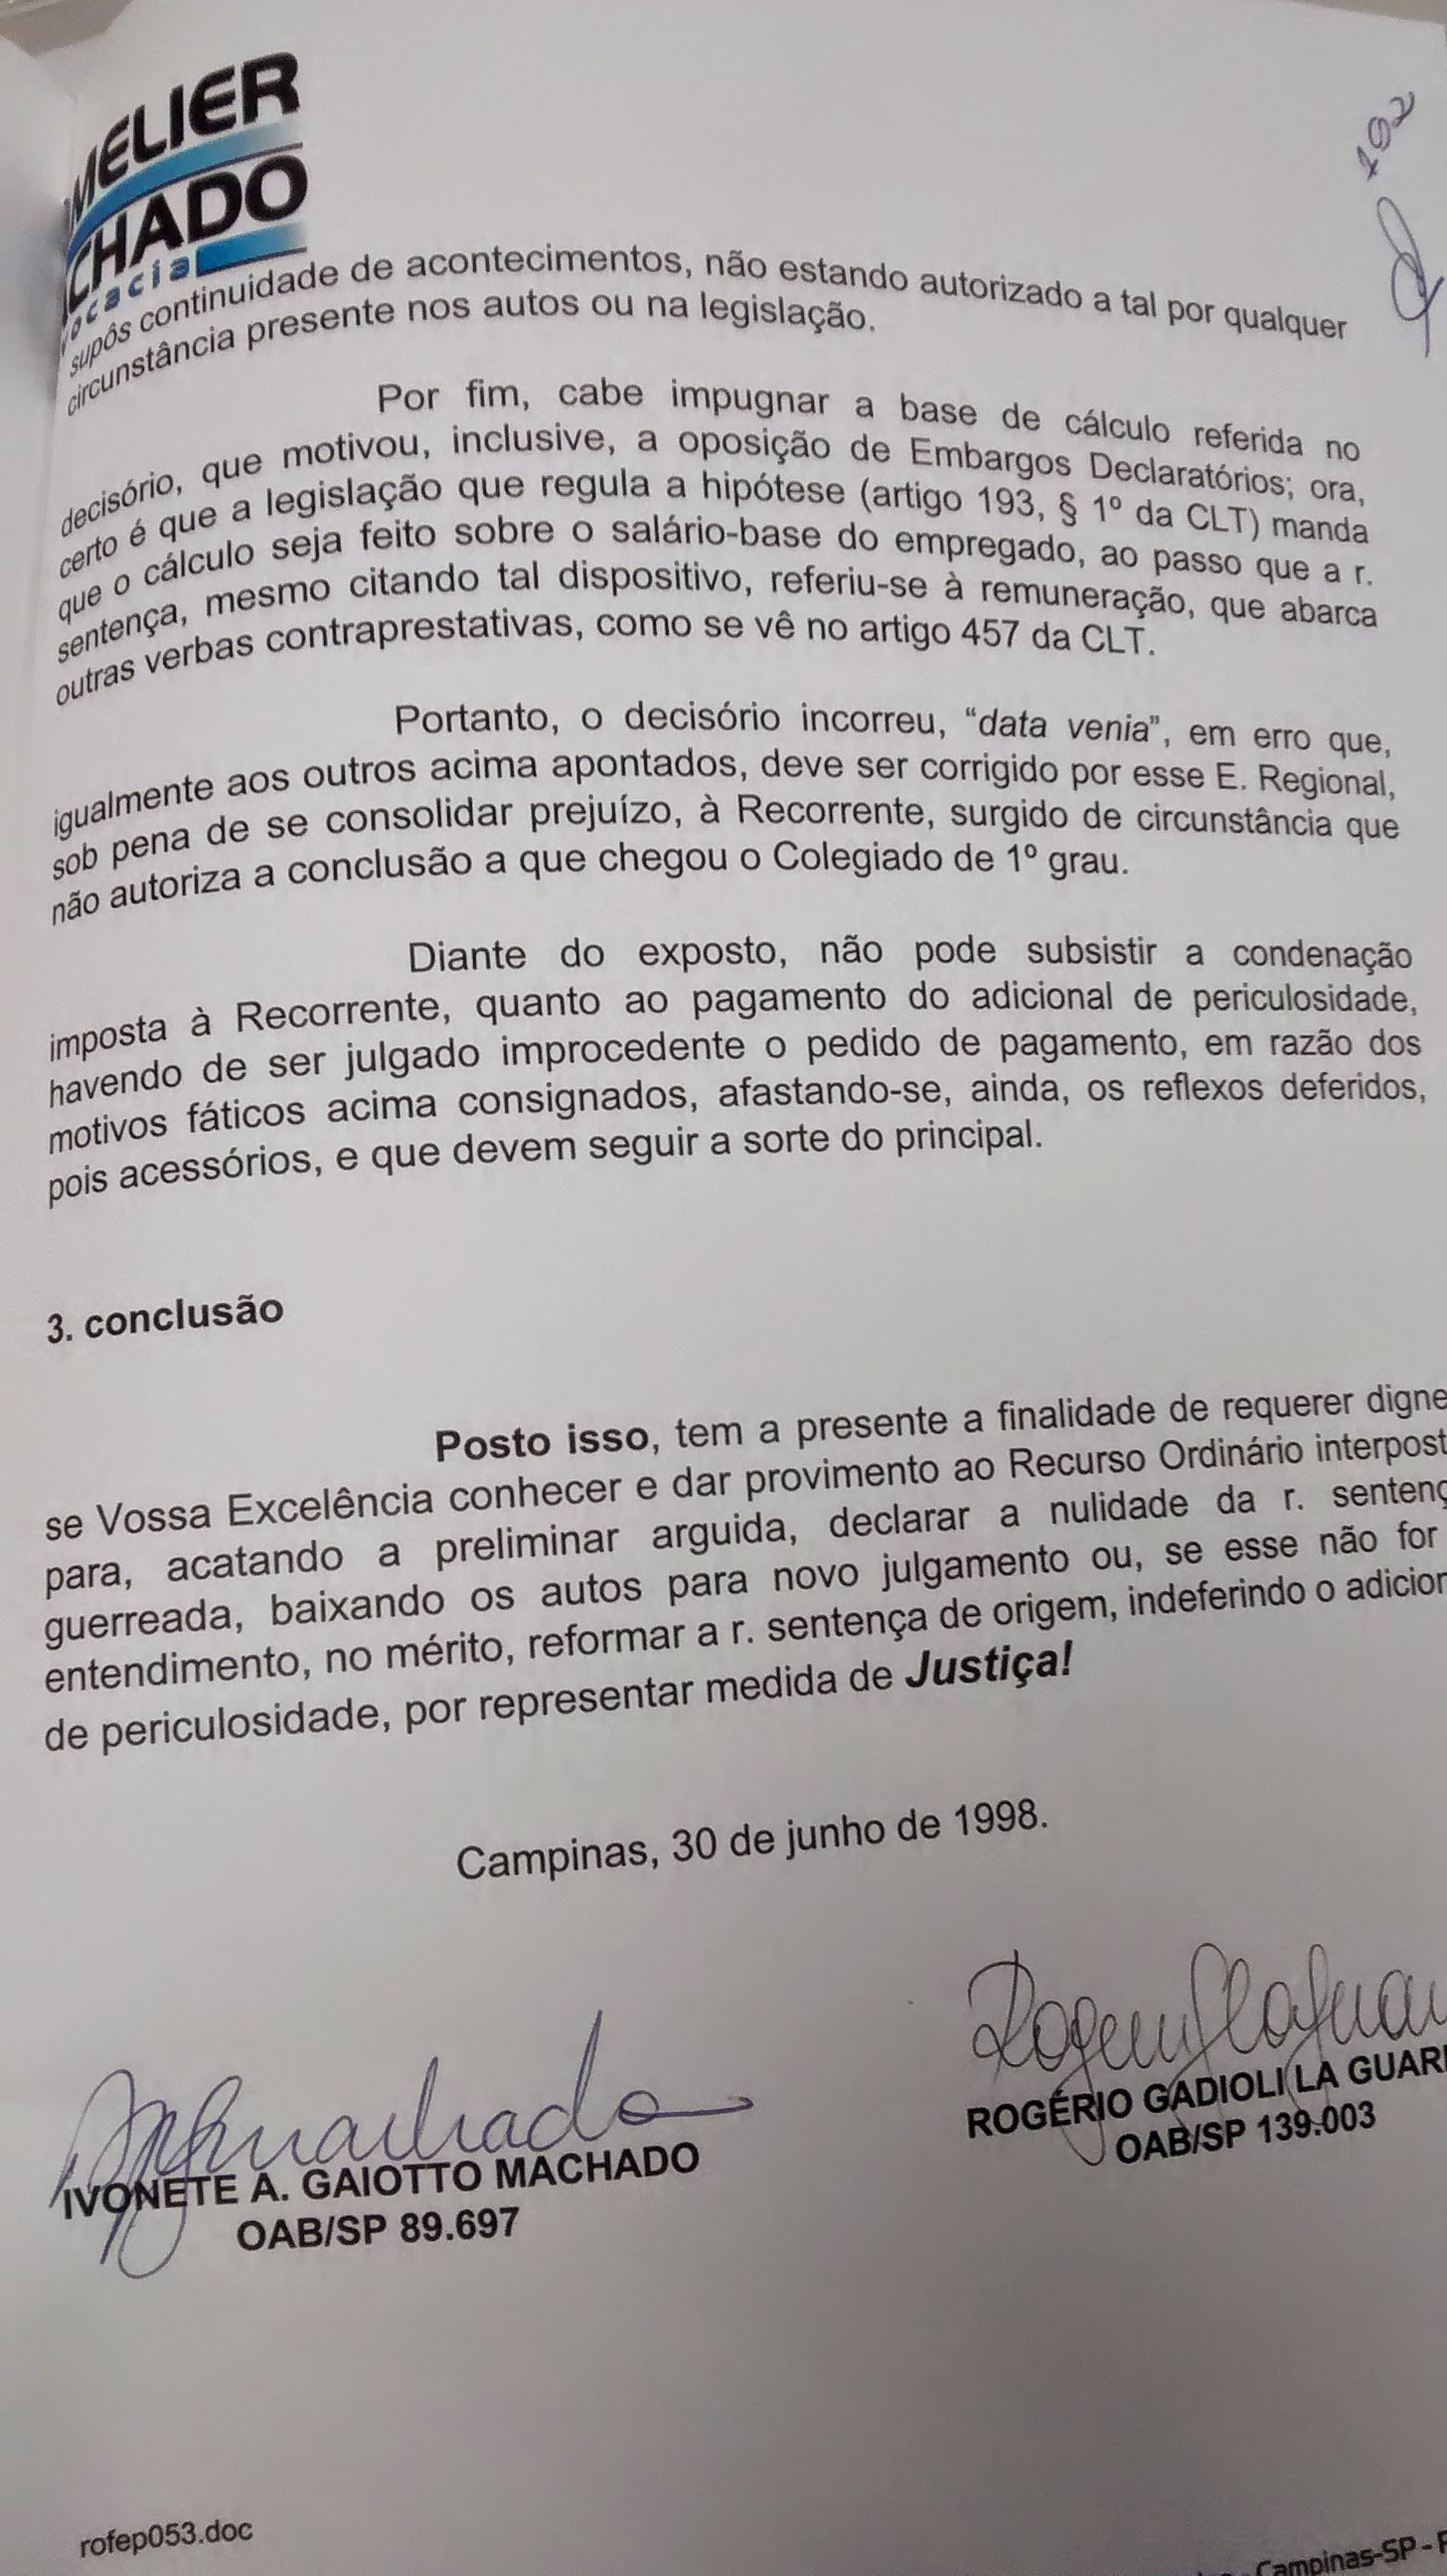 MELIER
CHADO
ocacia
192
supôs continuidade de acontecimentos, não estando autorizado a tal por qualquer
circunstância presente nos autos ou na legislação.
Por fim, cabe impugnar a base de cálculo referida no
decisório, que motivou, inclusive, a oposição de Embargos Declaratórios; ora,
certo é que a legislação que regula a hipótese (artigo 193, § 1º da CLT) manda
que o cálculo seja feito sobre o salário-base do empregado, ao passo que a r.
sentença, mesmo citando tal dispositivo, referiu-se à remuneração, que abarca
outras verbas contraprestativas, como se vê no artigo 457 da CLT.
Portanto, o decisório incorreu, “data venia”, em erro que,
igualmente aos outros acima apontados, deve ser corrigido por esse E. Regional,
sob pena de se consolidar prejuízo, à Recorrente, surgido de circunstância que
não autoriza a conclusão a que chegou o Colegiado de 1º grau.
Diante do exposto, não pode subsistir a condenação
imposta à Recorrente, quanto ao pagamento do adicional de periculosidade,
havendo de ser julgado improcedente o pedido de pagamento, em razão dos
motivos fáticos acima consignados, afastando-se, ainda, os reflexos deferidos,
pois acessórios, e que devem seguir a sorte do principal.
3. conclusão
Posto isso, tem a presente a finalidade de requerer digne
se Vossa Excelência conhecer e dar provimento ao Recurso Ordinário interpost
para, acatando a preliminar arguida, declarar a nulidade da r. sentenç
guerreada, baixando os autos para novo julgamento ou, se esse não for
entendimento, no mérito, reformar a r. sentença de origem, indeferindo o adicion
de periculosidade, por representar medida de Justiça!
Campinas, 30 de junho de 1998.
IVONETE A. GAIOTTO MACHADO
OAB/SP 89.697
ROGÉRIO GADIOLI LA GUARD
OAB/SP 139.003
rofep053.doc
Campinas-SP - F